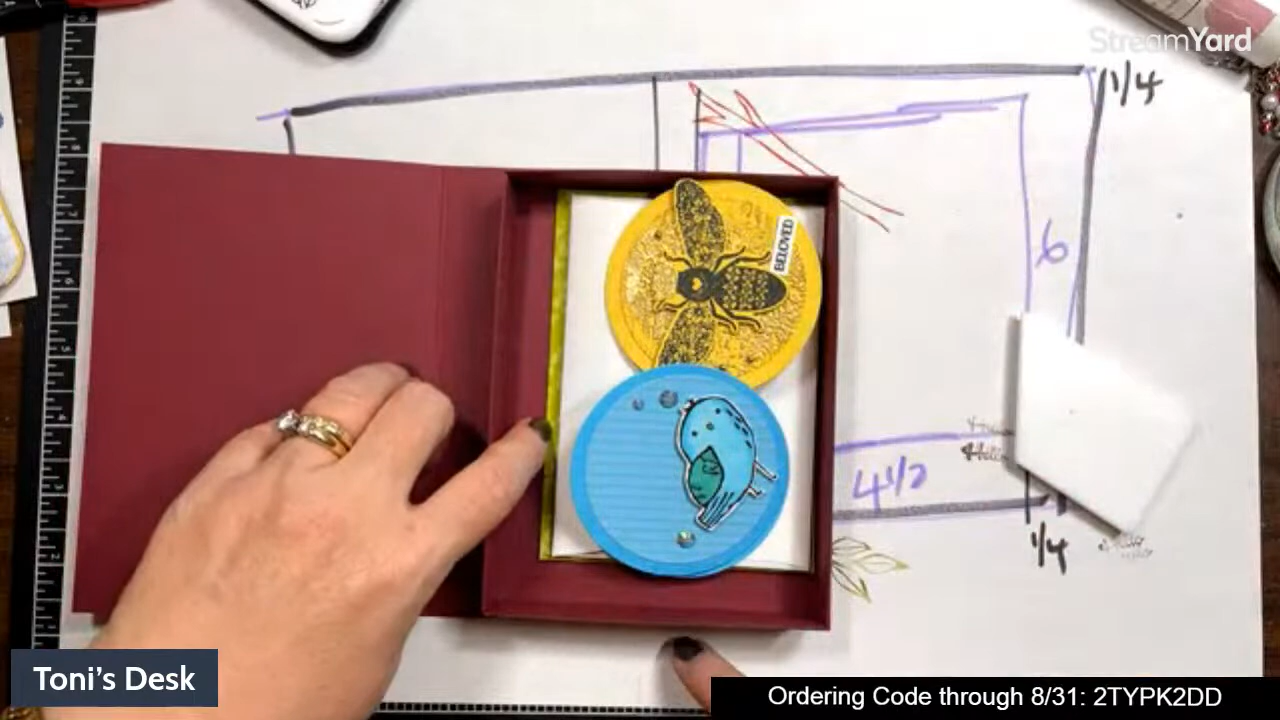 StreamYard
1/4
BELOVED
6
4 1/2
1/4
Toni's Desk
Ordering Code through 8/31: 2TYPK2DD